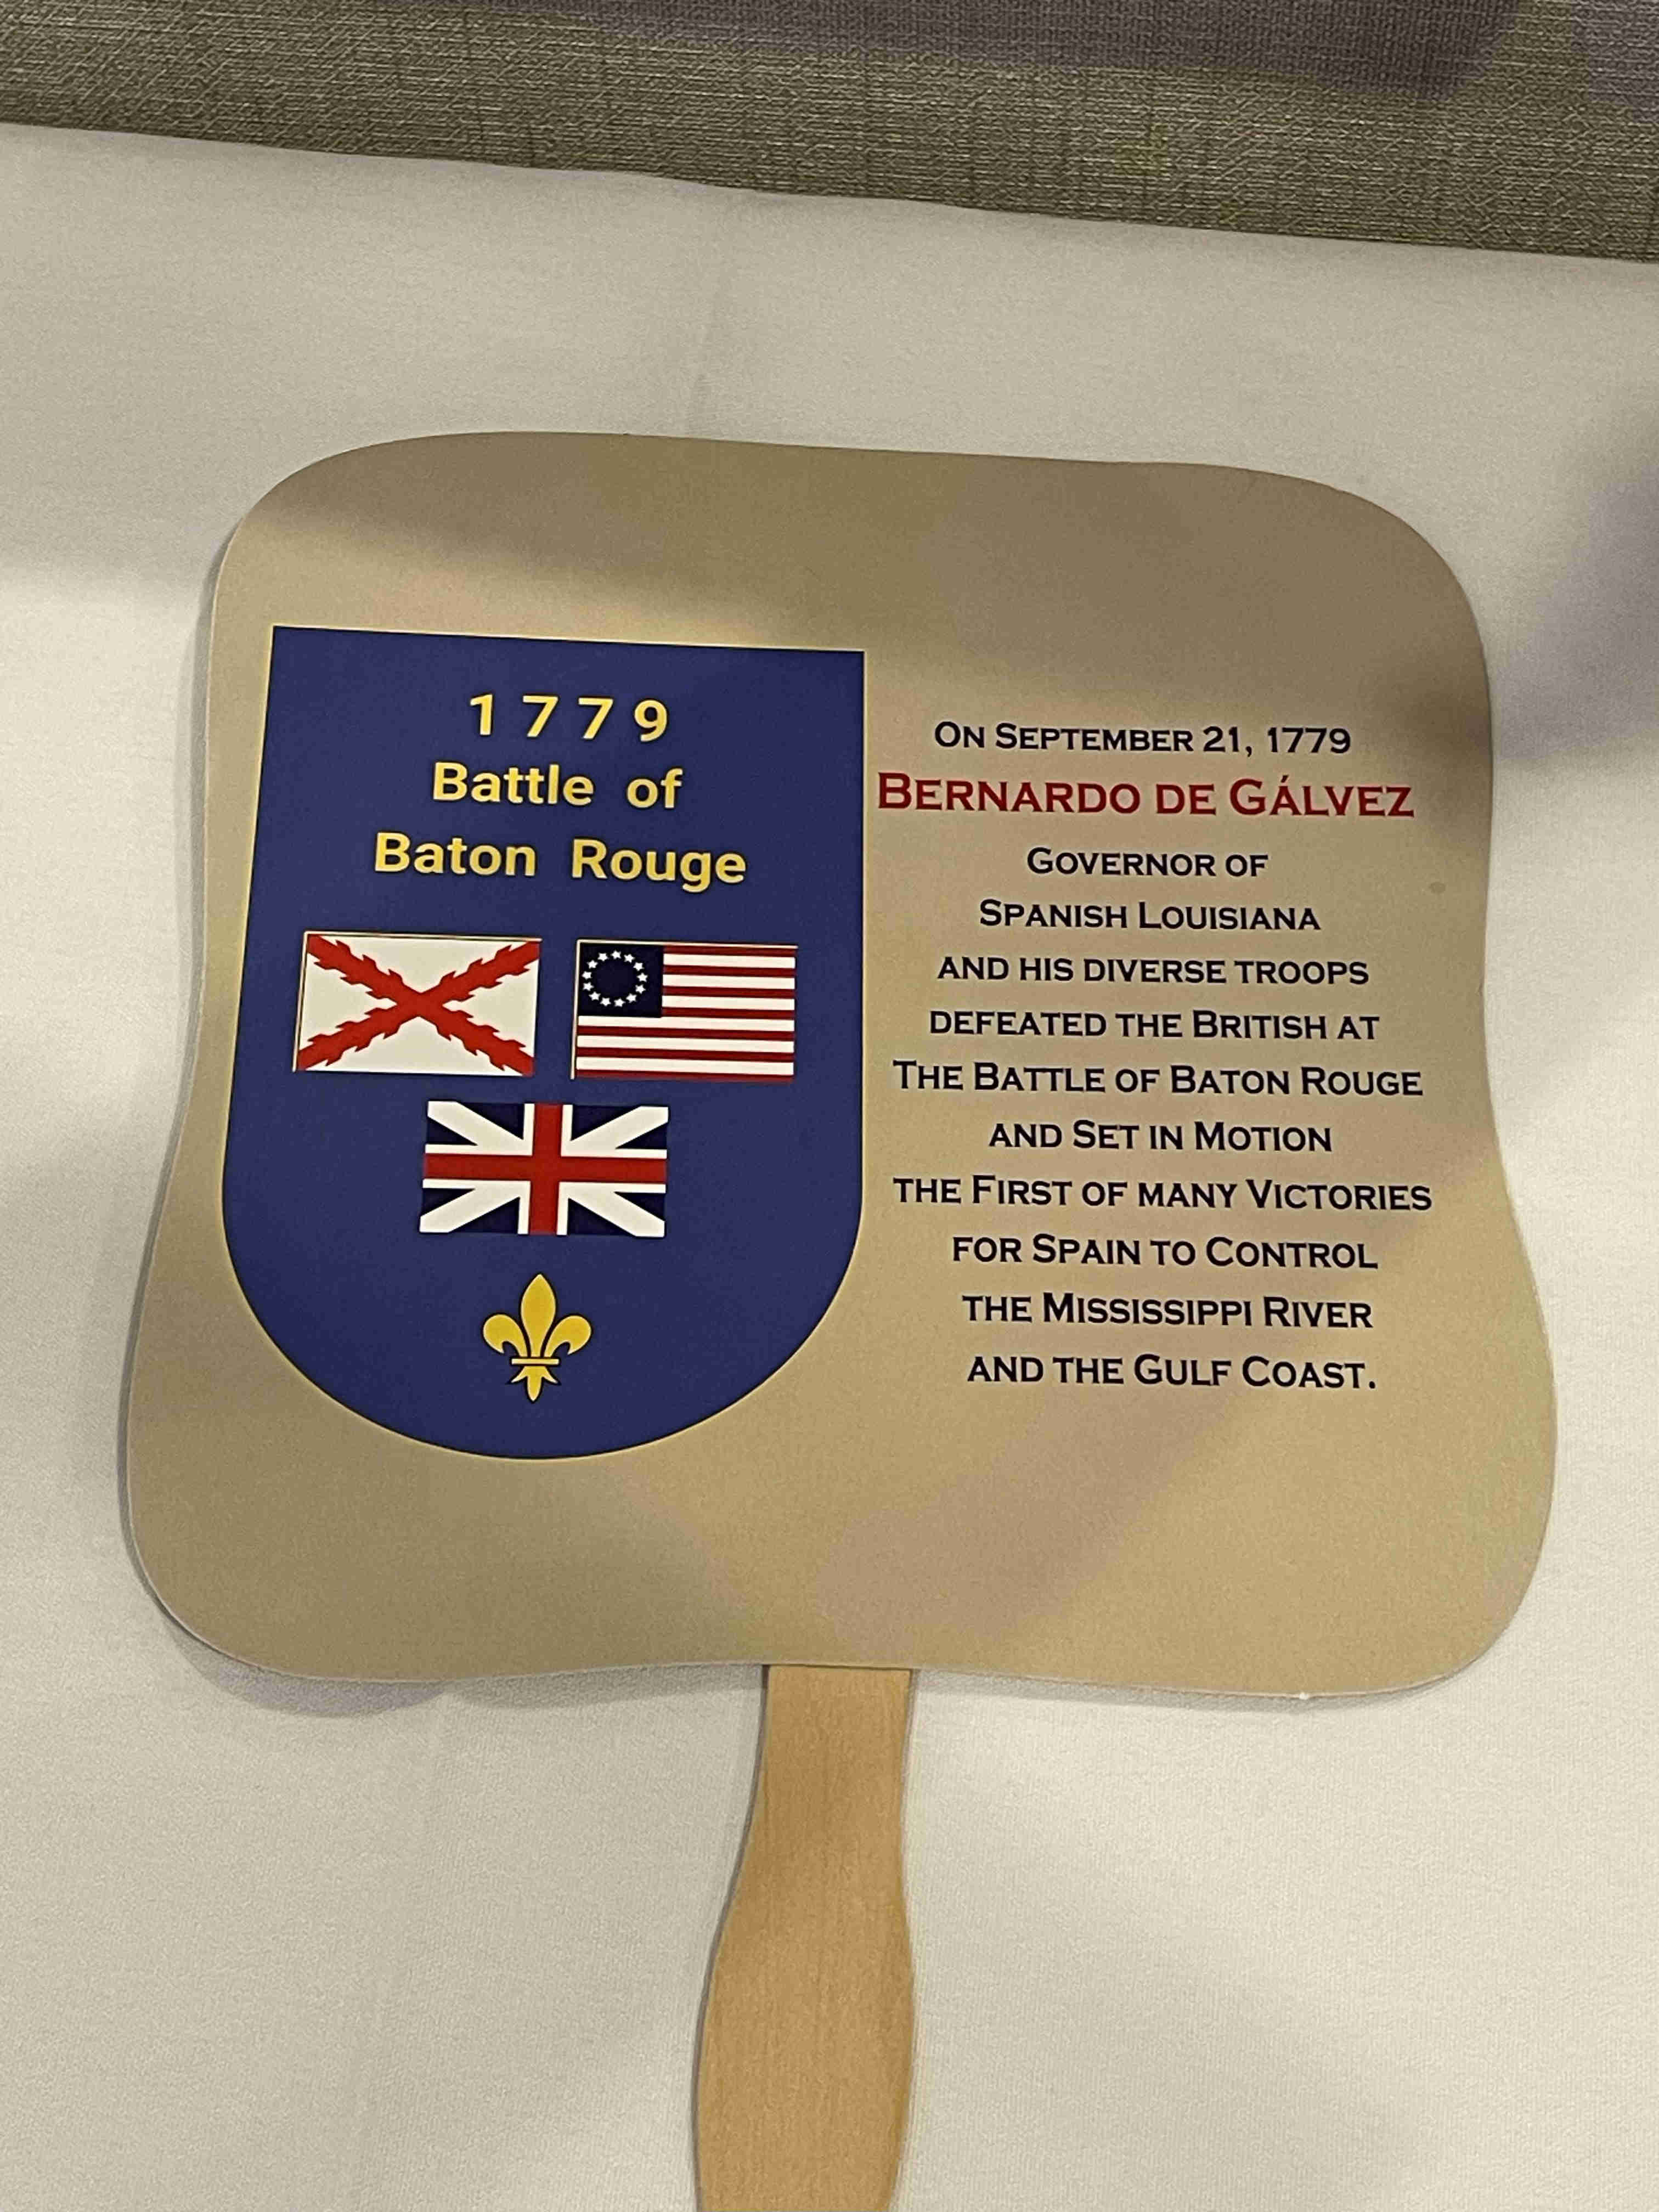 1779
Battle of
Baton Rouge
ON SEPTEMBER 21, 1779
BERNARDO DE GÁLVEZ
GOVERNOR OF
SPANISH LOUISIANA
AND HIS DIVERSE TROOPS
DEFEATED THE BRITISH AT
THE BATTLE OF BATON ROUGE
AND SET IN MOTION
THE FIRST OF MANY VICTORIES
FOR SPAIN TO CONTROL
THE MISSISSIPPI RIVER
AND THE GULF COAST.